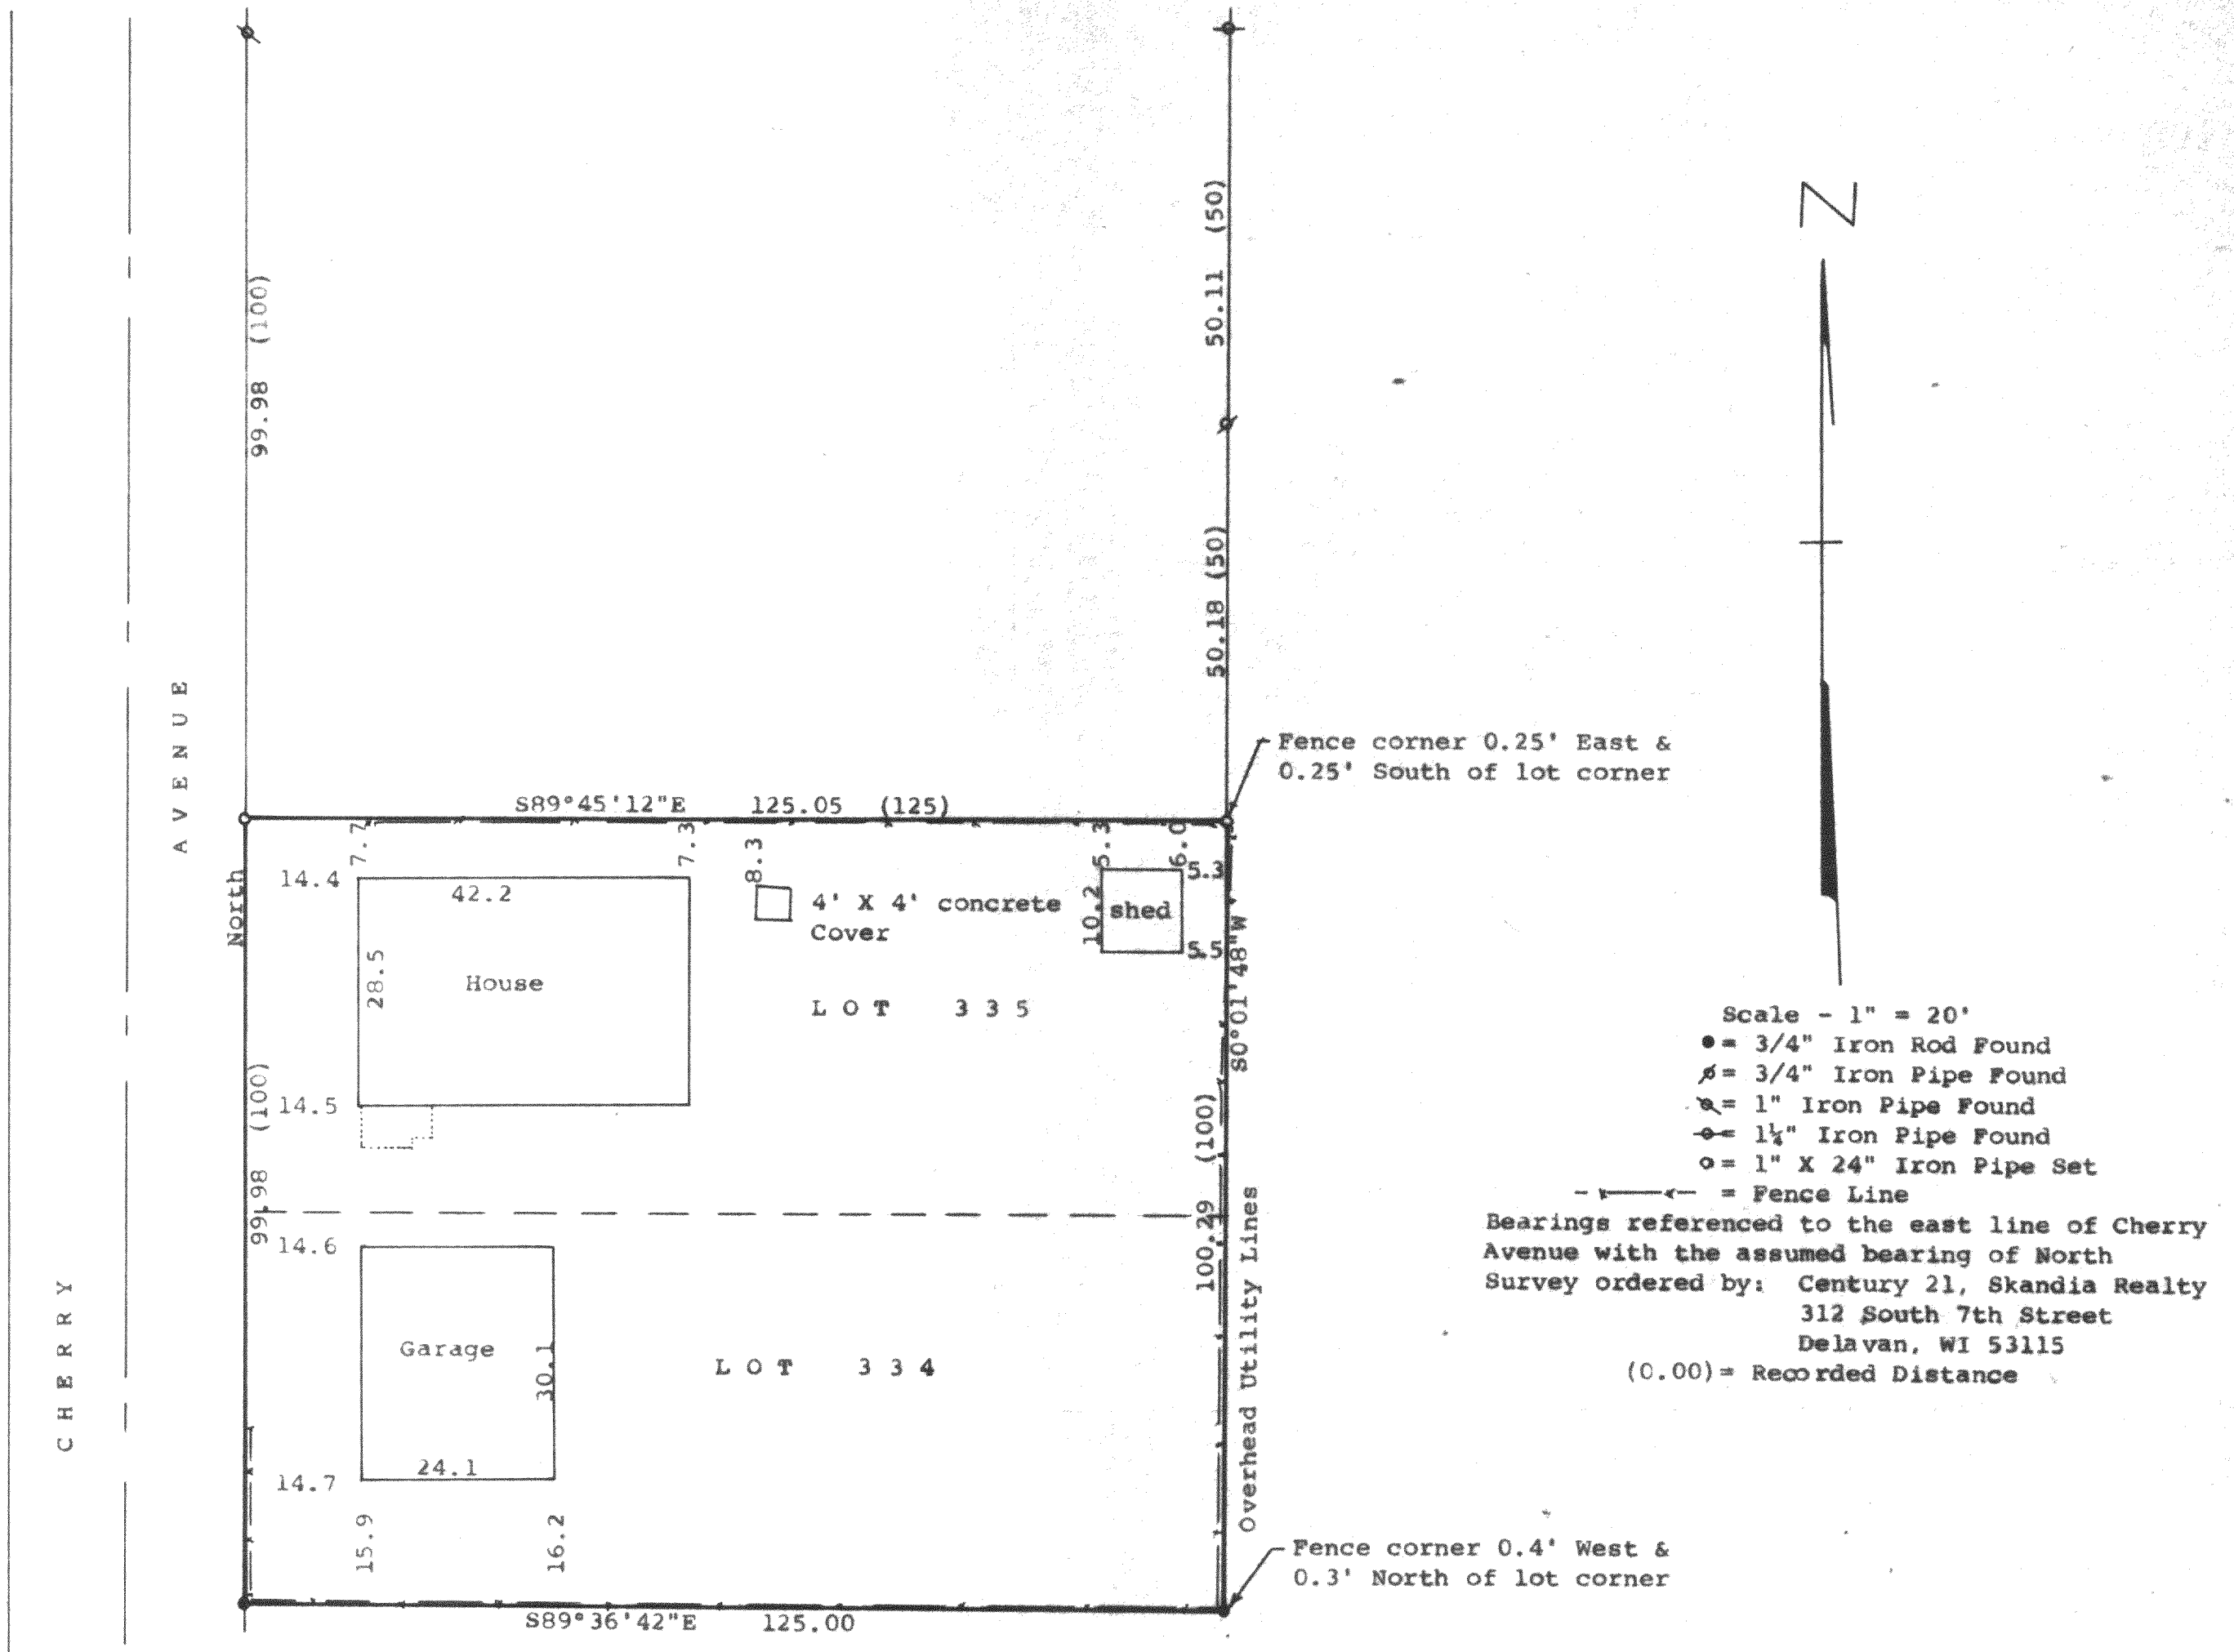 N
99.98 (100)
50.11 (50)
50.18 (50)
AVENUE
CHERRY
Fence corner 0.25' East &
0.25' South of lot corner
S89°45'12"E 125.05 (125)
7.7
7.3
8.3
5.3
6.0
5.3
North
14.4
42.2
4' X 4' concrete
Cover
10.2
shed
5.5
28.5
House
LOT 335
S0°01'48"W
14.5
99.98 (100)
100.29 (100)
14.6
Garage
30.1
LOT 334
24.1
14.7
15.9
16.2
Overhead Utility Lines
Fence corner 0.4' West &
0.3' North of lot corner
S89°36'42"E 125.00
Scale - 1" = 20'
= 3/4" Iron Rod Found
= 3/4" Iron Pipe Found
= 1" Iron Pipe Found
= 1¼" Iron Pipe Found
= 1" X 24" Iron Pipe Set
= Fence Line
Bearings referenced to the east line of Cherry
Avenue with the assumed bearing of North
Survey ordered by: Century 21, Skandia Realty
312 South 7th Street
Delavan, WI 53115
(0.00)= Recorded Distance